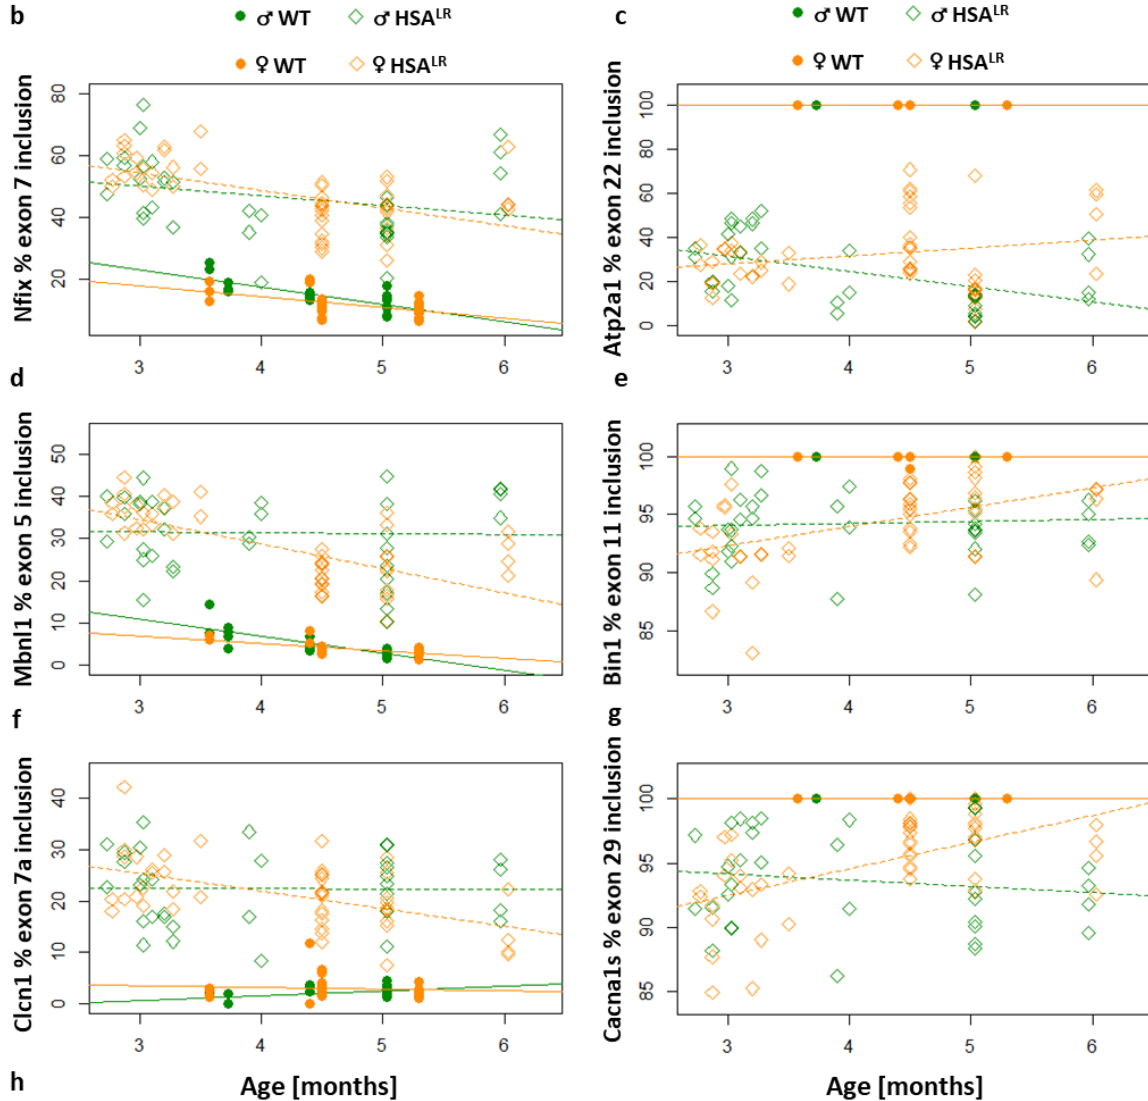 b
♂ WT ♂ HSA^LR
♀ WT ♀ HSA^LR
Nfix % exon 7 inclusion
80
60
40
20
3 4 5 6
c
♂ WT ♂ HSA^LR
♀ WT ♀ HSA^LR
Atp2a1 % exon 22 inclusion
100
80
60
40
20
0
3 4 5 6
d
Mbnl1 % exon 5 inclusion
50
40
30
20
10
0
3 4 5 6
e
Bin1 % exon 11 inclusion
100
95
90
85
3 4 5 6
f
Clcn1 % exon 7a inclusion
40
30
20
10
0
3 4 5 6
g
Cacna1s % exon 29 inclusion
100
95
90
85
3 4 5 6
h
Age [months]
Age [months]